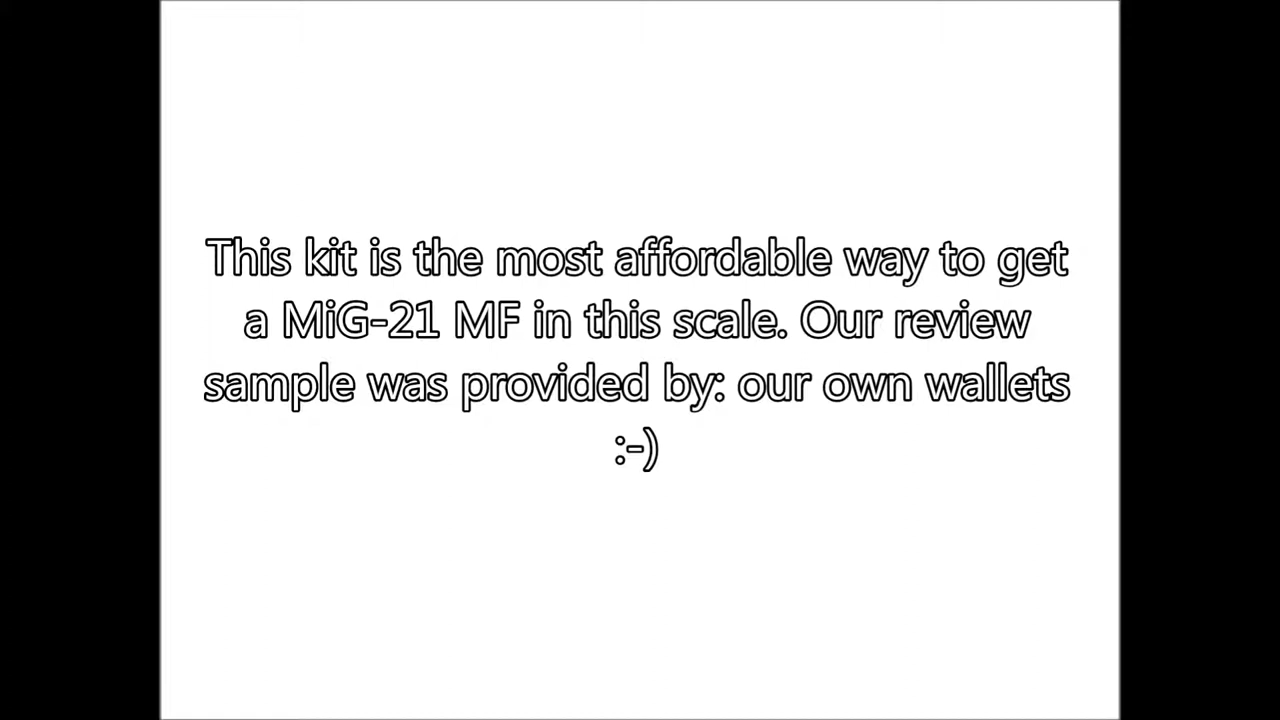 This kit is the most affordable way to get
a MiG-21 MF in this scale. Our review
sample was provided by: our own wallets
:-)